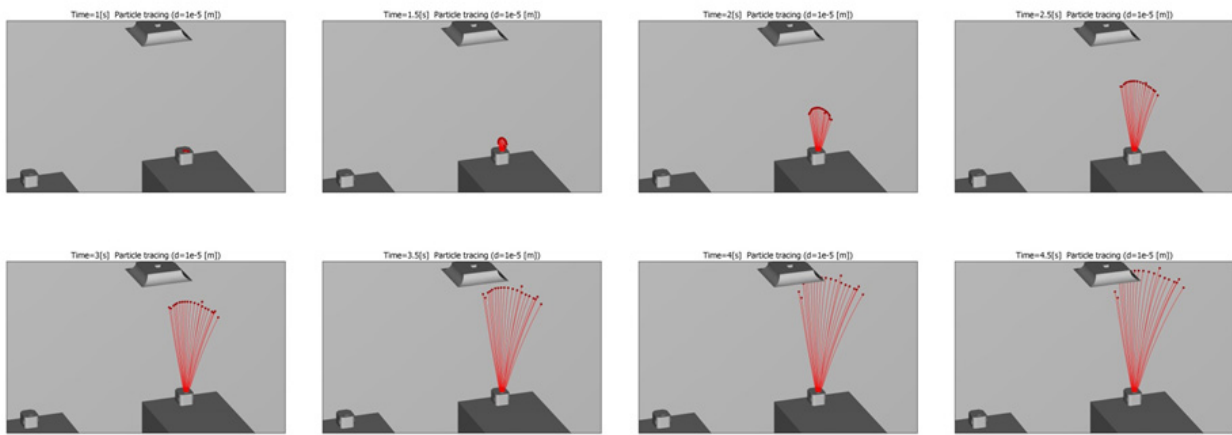 Time=1[s] Particle tracing (d=1e-5 [m])
Time=1.5[s] Particle tracing (d=1e-5 [m])
Time=2[s] Particle tracing (d=1e-5 [m])
Time=2.5[s] Particle tracing (d=1e-5 [m])
Time=3[s] Particle tracing (d=1e-5 [m])
Time=3.5[s] Particle tracing (d=1e-5 [m])
Time=4[s] Particle tracing (d=1e-5 [m])
Time=4.5[s] Particle tracing (d=1e-5 [m])